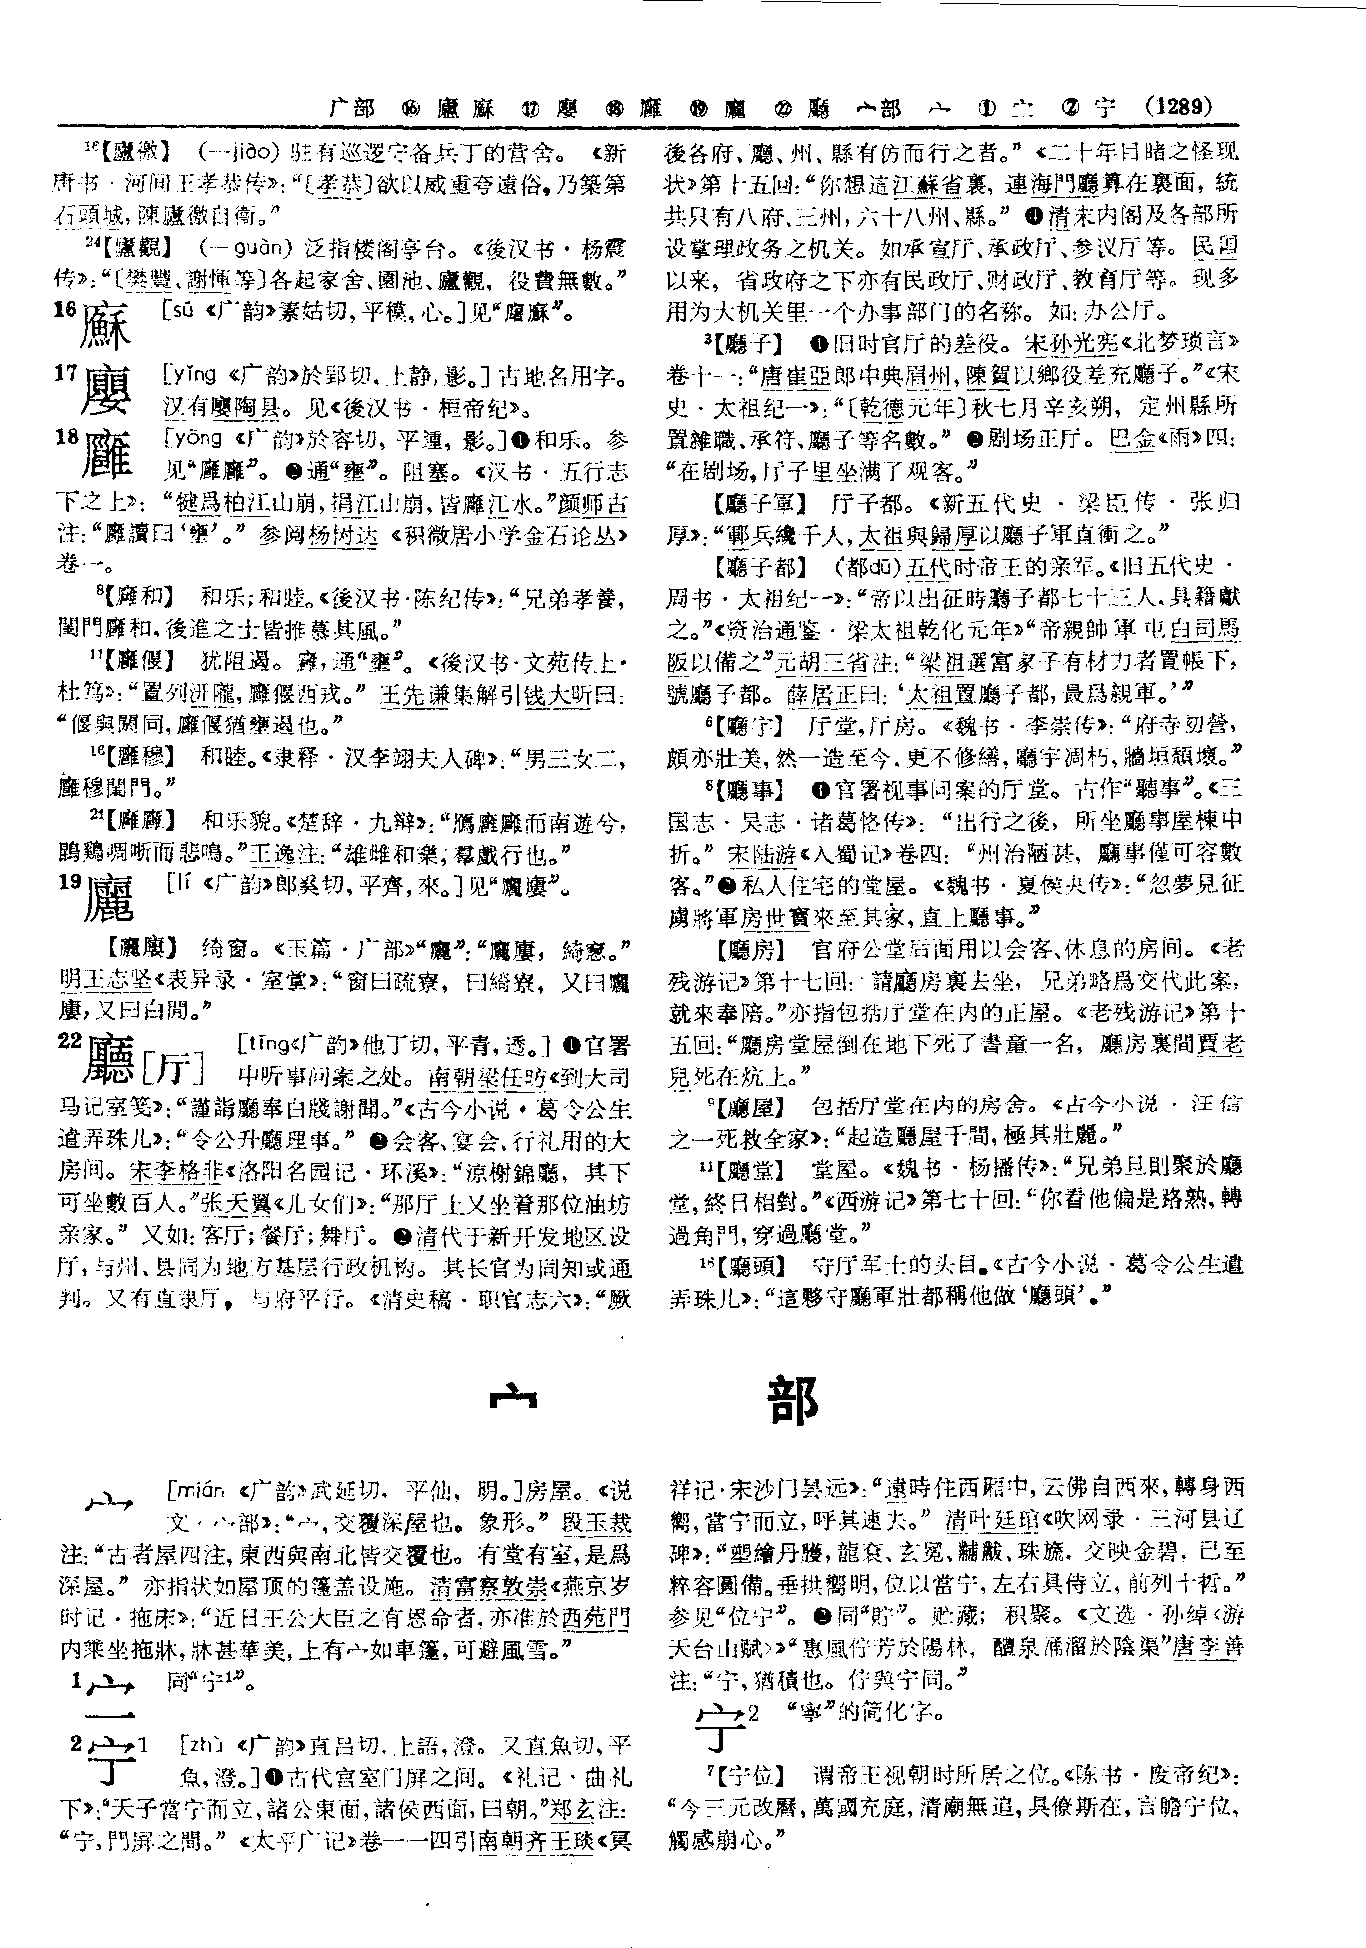 广部 ⑯ 廬 廯 ⑰ 廮 ⑱ 廱 ⑲ 廲 ㉒ 廳 宀部 宀 ① 宁 ② 宁 (1289)
¹⁶【廬徼】 (—jiào) 驻有巡逻守备兵丁的营舍。《新
唐书·河间王孝恭传》：“〔孝恭〕欲以威重夸遠俗，乃築第
石頭城，陳廬徼自衛。”
²⁴【廬觀】 (—guàn) 泛指楼阁亭台。《後汉书·杨震
传》：“〔樊豐、謝惲等〕各起家舍、園池、廬觀，役費無數。”
16 [sū《广韵》素姑切，平模，心。]见“廜㢝”。
17 廮 [yǐng《广韵》於郢切，上静，影。]古地名用字。
汉有廮陶县。见《後汉书·桓帝纪》。
18 廱 [yōng《广韵》於容切，平鍾，影。]❶和乐。参
见“廱廱”。❷通“壅”。阻塞。《汉书·五行志
下之上》：“犍爲柏江山崩，捐江山崩，皆廱江水。”颜师古
注：“廱讀曰‘壅’。”参阅杨树达《积微居小学金石论丛》
卷一。
⁸【廱和】 和乐；和睦。《後汉书·陈纪传》：“兄弟孝養，
閨門廱和，後進之士皆推慕其風。”
¹¹【廱偃】 犹阻遏。廱，通“壅”。《後汉书·文苑传上·
杜笃》：“置列汧隴，廱偃西戎。”王先谦集解引钱大昕曰：
“偃與閼同，廱偃猶壅遏也。”
¹⁶【廱穆】 和睦。《隶释·汉李翊夫人碑》：“男三女二，
廱穆閨門。”
²¹【廱廱】 和乐貌。《楚辞·九辩》：“鴈廱廱而南遊兮，
鵾鷄啁哳而悲鳴。”王逸注：“雄雌和樂，羣戲行也。”
19 廲 [lí《广韵》郎奚切，平齊，來。]见“廲廔”。
【廲廔】 绮窗。《玉篇·广部》“廲”：“廲廔，綺窻。”
明王志坚《表异录·室堂》：“窗曰疏寮，曰綺寮，又曰廲
廔，又曰白閒。”
22 廳[厅] [tīng《广韵》他丁切，平青，透。]❶官署
中听事问案之处。南朝梁任昉《到大司
马记室笺》：“謹詣廳奉白牋謝聞。”《古今小说·葛令公生
遣弄珠儿》：“令公升廳理事。”❷会客、宴会、行礼用的大
房间。宋李格非《洛阳名园记·环溪》：“涼榭錦廳，其下
可坐數百人。”张天翼《儿女们》：“那厅上又坐着那位油坊
亲家。”又如：客厅；餐厅；舞厅。❸清代于新开发地区设
厅，与州、县同为地方基层行政机构。其长官为同知或通
判。又有直隶厅，与府平行。《清史稿·职官志六》：“厥
後各府、廳、州、縣有仿而行之者。”《二十年目睹之怪现
状》第十五回：“你想這江蘇省裏，連海門廳算在裏面，統
共只有八府、三州，六十八州、縣。”❹清末内阁及各部所
设掌理政务之机关。如承宣厅、承政厅、参议厅等。民国
以来，省政府之下亦有民政厅、财政厅、教育厅等。现多
用为大机关里一个办事部门的名称。如：办公厅。
³【廳子】 ❶旧时官厅的差役。宋孙光宪《北梦琐言》
卷十一：“唐崔亞郎中典眉州，陳賀以鄉役差充廳子。”《宋
史·太祖纪一》：“〔乾德元年〕秋七月辛亥朔，定州縣所
置雜職、承符、廳子等名數。”❷剧场正厅。巴金《雨》四：
“在剧场，厅子里坐满了观客。”
【廳子軍】 厅子都。《新五代史·梁臣传·张归
厚》：“鄆兵纔千人，太祖與歸厚以廳子軍直衝之。”
【廳子都】 (都dū)五代时帝王的亲军。《旧五代史·
周书·太祖纪一》：“帝以出征時廳子都七十三人，具籍獻
之。”《资治通鉴·梁太祖乾化元年》“帝親帥軍屯白司馬
阪以備之”元胡三省注：“梁祖選富家子有材力者置帳下，
號廳子都。薛居正曰：‘太祖置廳子都，最爲親軍。’”
⁶【廳宇】 厅堂，厅房。《魏书·李崇传》：“府寺初營，
頗亦壯美，然一造至今，更不修繕，廳宇凋朽，牆垣頹壞。”
⁸【廳事】 ❶官署视事问案的厅堂。古作“聽事”。《三
国志·吴志·诸葛恪传》：“出行之後，所坐廳事屋棟中
折。”宋陆游《入蜀记》卷四：“州治陋甚，廳事僅可容數
客。”❷私人住宅的堂屋。《魏书·夏侯夬传》：“忽夢見征
虜將軍房世寶來至其家，直上廳事。”
【廳房】 官府公堂后面用以会客、休息的房间。《老
残游记》第十七回：請廳房裏去坐，兄弟略爲交代此案，
就來奉陪。”亦指包括厅堂在内的正屋。《老残游记》第十
五回：“廳房堂屋倒在地下死了書童一名，廳房裏間賈老
兒死在炕上。”
⁹【廳屋】 包括厅堂在内的房舍。《古今小说·汪信
之一死救全家》：“起造廳屋千間，極其壯麗。”
¹¹【廳堂】 堂屋。《魏书·杨播传》：“兄弟旦則聚於廳
堂，終日相對。”《西游记》第七十回：“你看他偏是路熟，轉
過角門，穿過廳堂。”
¹⁶【廳頭】 守厅军士的头目。《古今小说·葛令公生遣
弄珠儿》：“這夥守廳軍壯都稱他做‘廳頭’。”
宀 部
宀 [mián《广韵》武延切，平仙，明。]房屋。《说
文·宀部》：“宀，交覆深屋也。象形。”段玉裁
注：“古者屋四注，東西與南北皆交覆也。有堂有室，是爲
深屋。”亦指状如屋顶的篷盖设施。清富察敦崇《燕京岁
时记·拖床》：“近日王公大臣之有恩命者，亦准於西苑門
内乘坐拖牀，牀甚華美，上有宀如車篷，可避風雪。”
1 同“宁¹”。
2 宁1 [zhù《广韵》直吕切，上語，澄。又直魚切，平
魚，澄。]❶古代宫室门屏之间。《礼记·曲礼
下》：“天子當宁而立，諸公東面，諸侯西面，曰朝。”郑玄注：
“宁，門屏之間。”《太平广记》卷一一四引南朝齐王琰《冥
祥记·宋沙门昙远》：“遠時住西厢中，云佛自西來，轉身西
嚮，當宁而立，呼其速去。”清叶廷琯《吹网录·三河县辽
碑》：“塑繪丹雘，龍衮、玄冕、黼黻、珠旒，交映金碧，已至
粹容圓備。垂拱嚮明，位以當宁，左右具侍立，前列十哲。”
参见“位宁”。❷同“貯”。贮藏；积聚。《文选·孙绰〈游
天台山赋〉》“惠風佇芳於陽林，醴泉涌溜於陰渠”唐李善
注：“宁，猶積也。佇與宁同。”
宁2 “寧”的简化字。
⁷【宁位】 谓帝王视朝时所居之位。《陈书·废帝纪》：
“今三元改曆，萬國充庭，清廟無追，具僚斯在，言瞻宁位，
觸感崩心。”